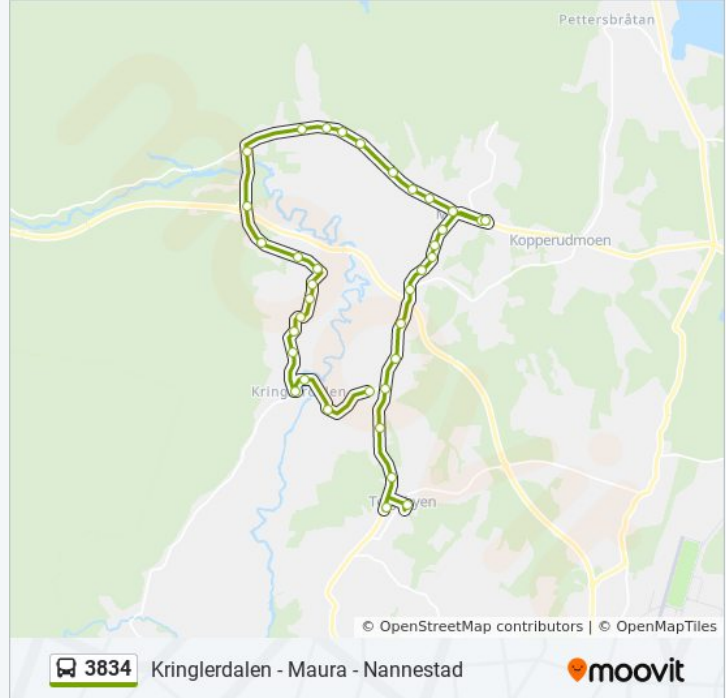 Pettersbråtan
Kopperudmoen
© OpenStreetMap contributors | © OpenMapTiles
3834 Kringlerdalen - Maura - Nannestad
moovit